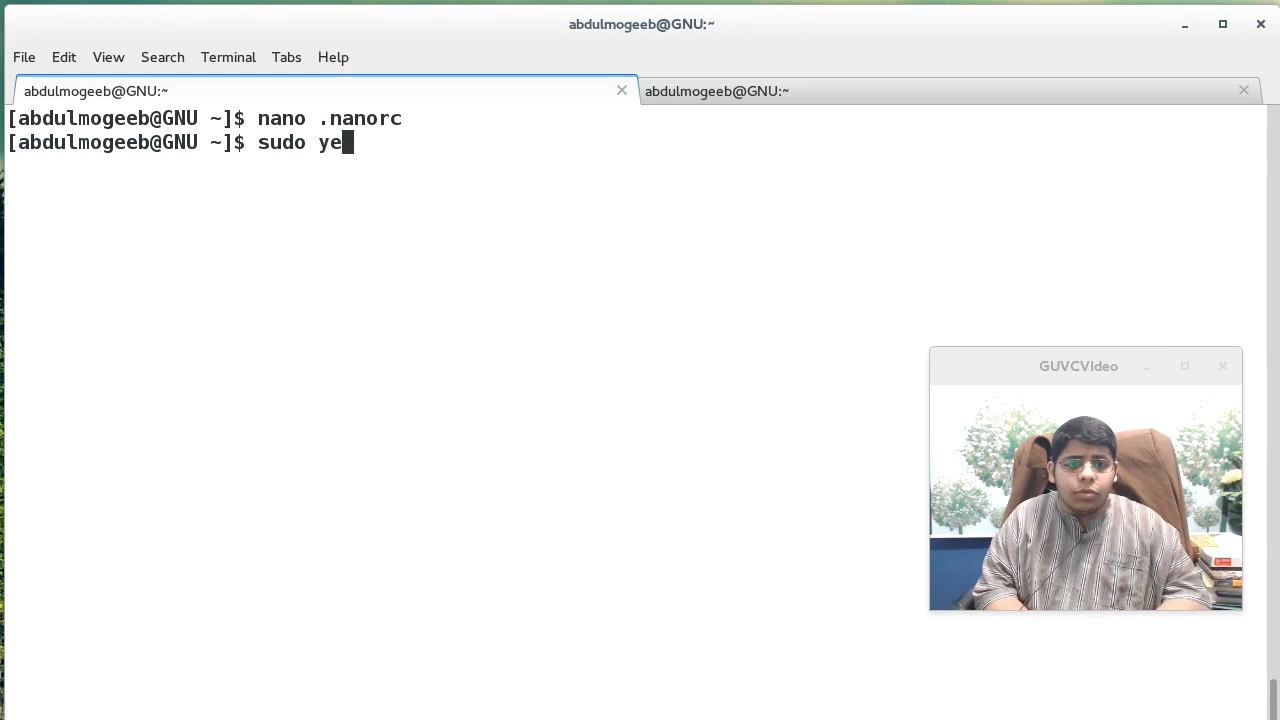 abdulmogeeb@GNU:~
File Edit View Search Terminal Tabs Help
abdulmogeeb@GNU:~ abdulmogeeb@GNU:~
[abdulmogeeb@GNU ~]$ nano .nanorc
[abdulmogeeb@GNU ~]$ sudo ye
GUVCVIdeo